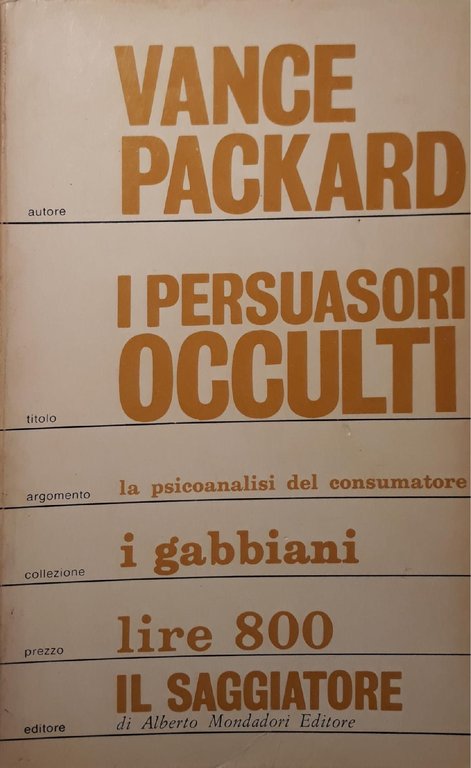 VANCE
PACKARD
autore
I PERSUASORI
OCCULTI
titolo
argomento la psicoanalisi del consumatore
collezione i gabbiani
prezzo lire 800
IL SAGGIATORE
editore di Alberto Mondadori Editore